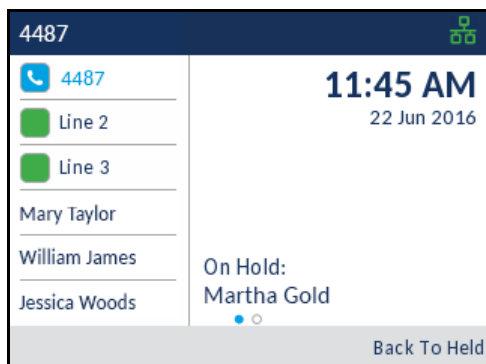 4487
4487
Line 2
Line 3
Mary Taylor
William James
Jessica Woods
11:45 AM
22 Jun 2016
On Hold:
Martha Gold
Back To Held